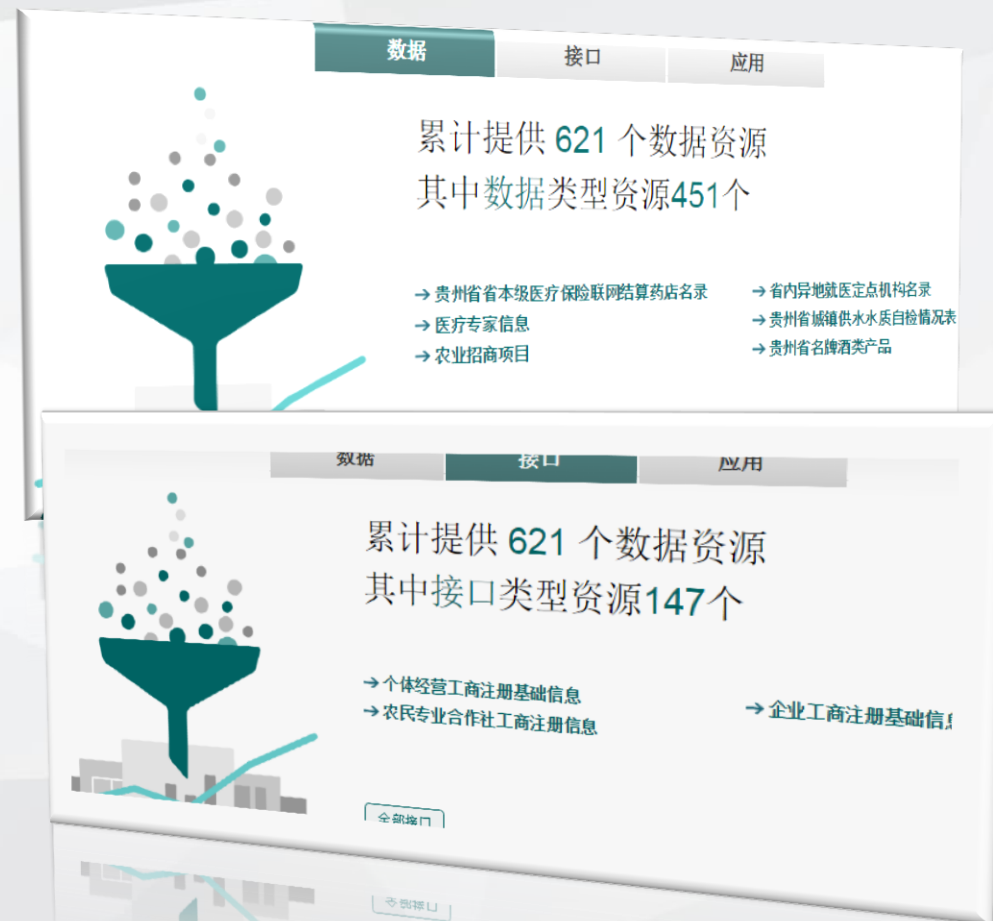 数据 接口 应用
累计提供 621 个数据资源
其中数据类型资源451个
→ 贵州省省本级医疗保险联网结算药店名录 → 省内异地就医定点机构名录
→ 医疗专家信息 → 贵州省城镇供水水质自检情况表
→ 农业招商项目 → 贵州省名牌酒类产品
数据 接口 应用
累计提供 621 个数据资源
其中接口类型资源147个
→ 个体经营工商注册基础信息 → 企业工商注册基础信息
→ 农民专业合作社工商注册信息
全部接口